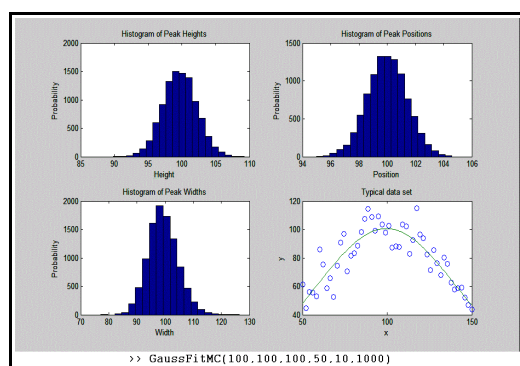 Histogram of Peak Heights
2000
1500
1000
500
0
Probability
85 90 95 100 105 110
Height
Histogram of Peak Positions
1500
1000
500
0
Probability
94 96 98 100 102 104 106
Position
Histogram of Peak Widths
2000
1500
1000
500
0
Probability
70 80 90 100 110 120 130
Width
Typical data set
120
100
80
60
40
y
50 100 150
x
>> GaussFitMC(100,100,100,50,10,1000)